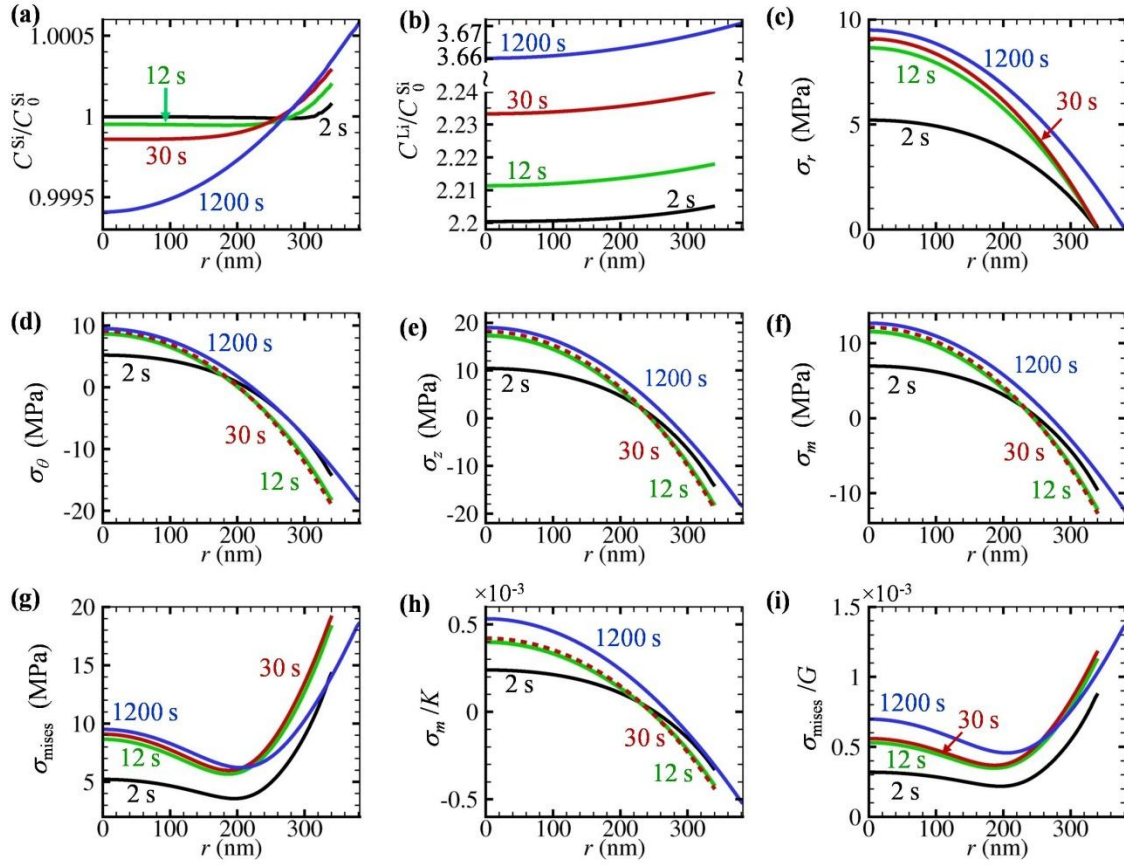 (a)
1.0005
1
0.9995
C^Si/C_0^Si
12 s
2 s
30 s
1200 s
0 100 200 300
r (nm)
(b)
3.67
3.66
2.24
2.23
2.22
2.21
2.2
C^Li/C_0^Si
≈ ≈
1200 s
30 s
12 s
2 s
0 100 200 300
r (nm)
(c)
10
5
0
σ_r (MPa)
1200 s
12 s
30 s
2 s
0 100 200 300
r (nm)
(d)
20
10
0
-10
-20
σ_θ (MPa)
1200 s
2 s
30 s
12 s
0 100 200 300
r (nm)
(e)
20
10
0
-10
-20
σ_z (MPa)
1200 s
2 s
30 s
12 s
0 100 200 300
r (nm)
(f)
10
0
-10
σ_m (MPa)
1200 s
2 s
30 s
12 s
0 100 200 300
r (nm)
(g)
20
15
10
5
σ_mises (MPa)
1200 s
30 s
12 s
2 s
0 100 200 300
r (nm)
(h)
×10^-3
0.5
0
-0.5
σ_m/K
1200 s
2 s
30 s
12 s
0 100 200 300
r (nm)
(i)
×10^-3
1.5
1
0.5
0
σ_mises/G
1200 s
30 s
12 s
2 s
0 100 200 300
r (nm)